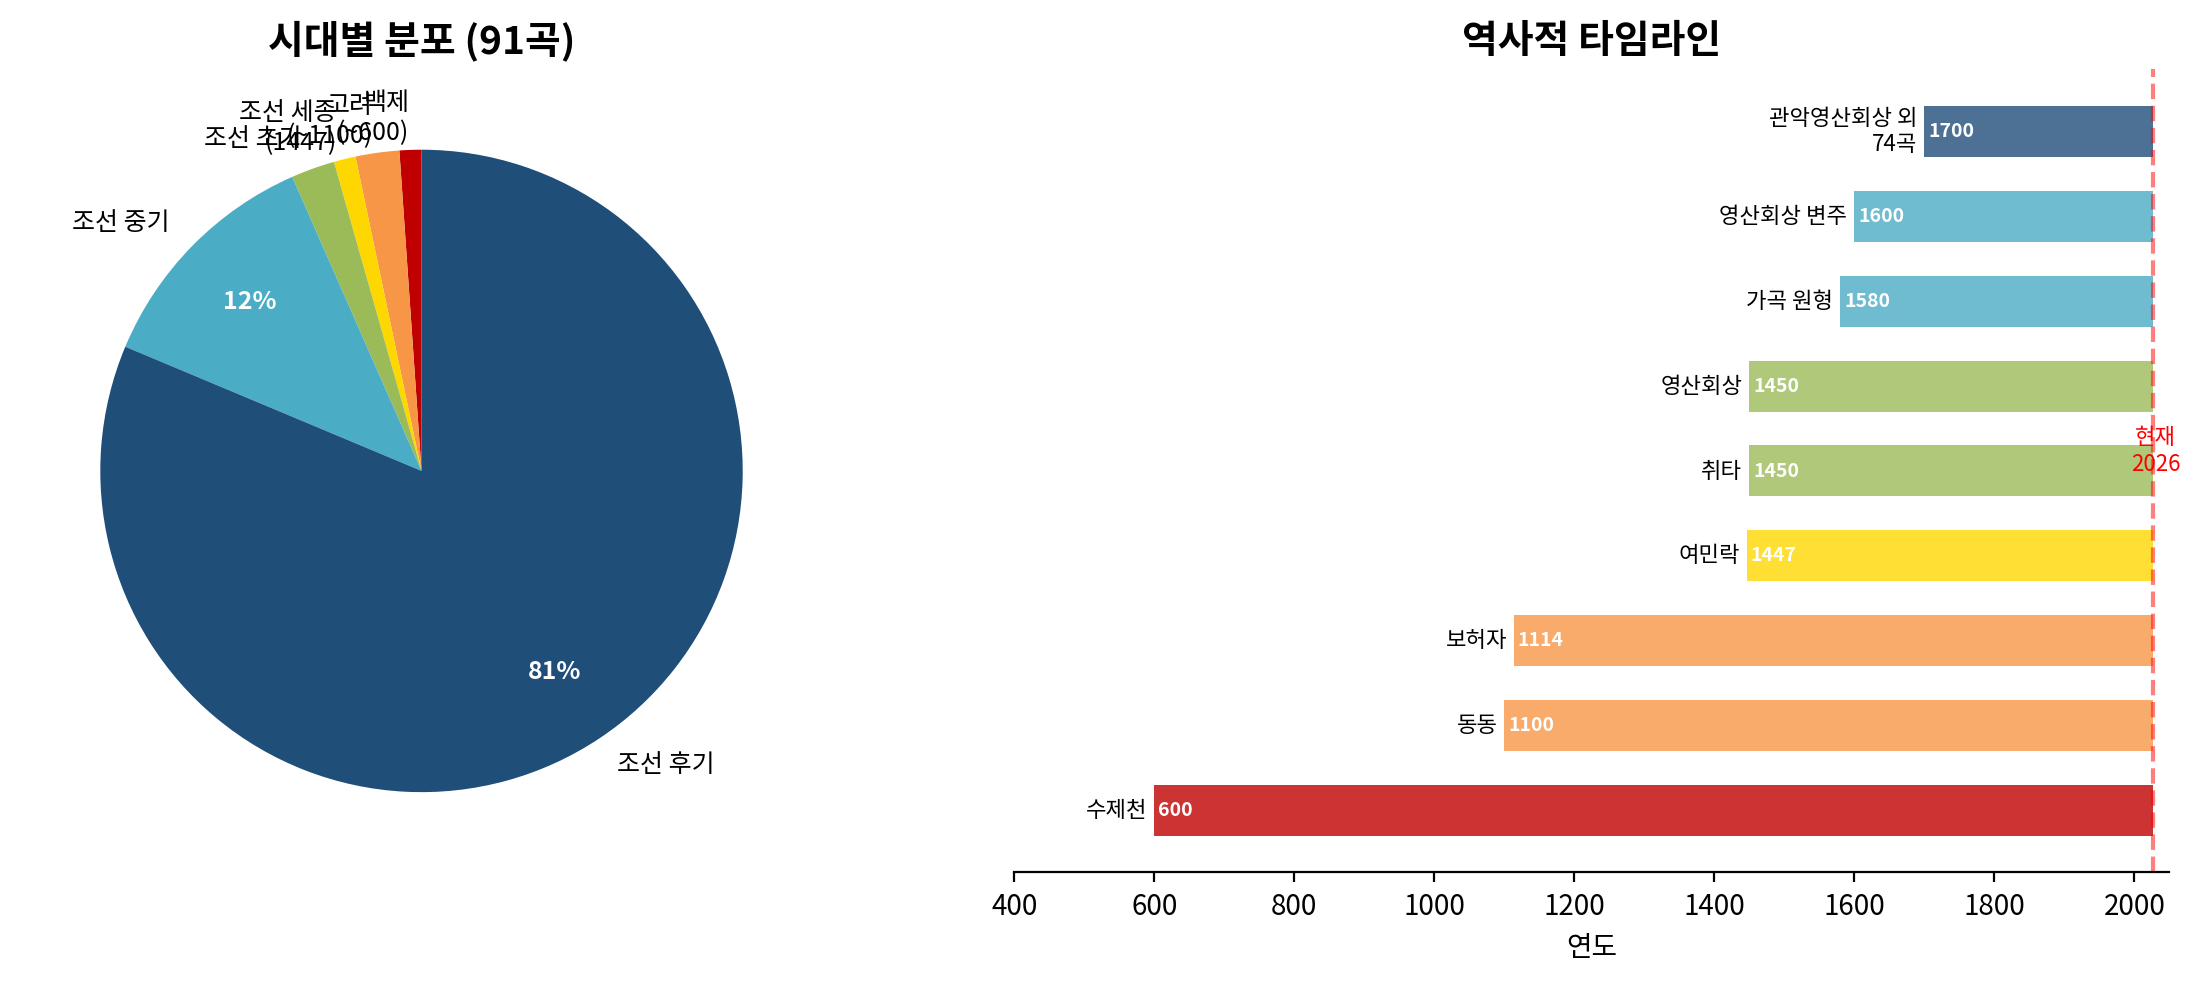 시대별 분포 (91곡)
백제
(~600)
고려
(~1100)
조선 세종
(1447)
조선 초기
조선 중기
12%
81%
조선 후기
역사적 타임라인
관악영산회상 외
74곡
1700
영산회상 변주
1600
가곡 원형
1580
영산회상
1450
현재
2026
취타
1450
여민락
1447
보허자
1114
동동
1100
수제천
600
400
600
800
1000
1200
1400
1600
1800
2000
연도